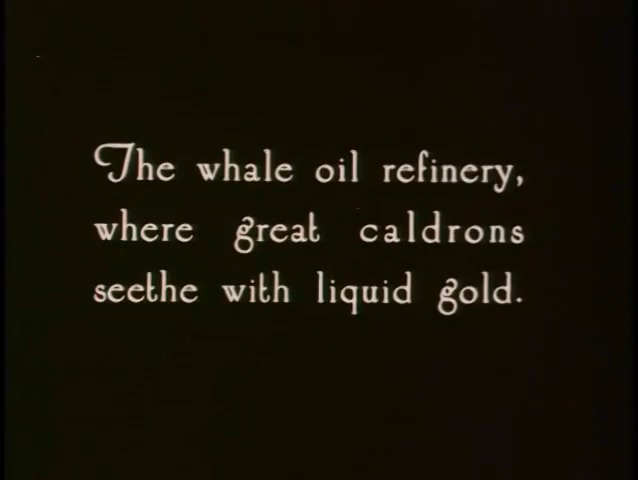 The whale oil refinery,
where great caldrons
seethe with liquid gold.